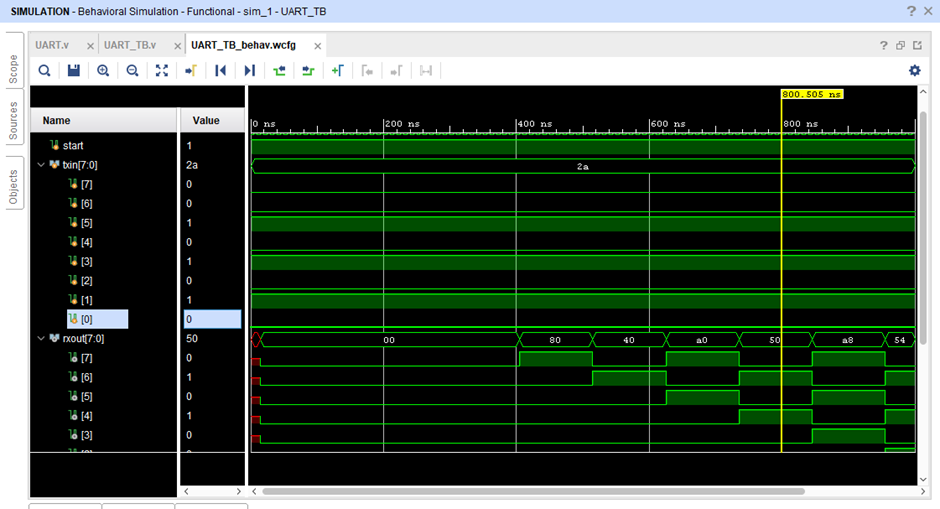 SIMULATION - Behavioral Simulation - Functional - sim_1 - UART_TB
? ×
Scope
Sources
Objects
UART.v × UART_TB.v × UART_TB_behav.wcfg ×
?
Name Value
800.505 ns
0 ns 200 ns 400 ns 600 ns 800 ns
start 1
txin[7:0] 2a 2a
[7] 0
[6] 0
[5] 1
[4] 0
[3] 1
[2] 0
[1] 1
[0] 0
rxout[7:0] 50 00 80 40 a0 50 a8 54
[7] 0
[6] 1
[5] 0
[4] 1
[3] 0